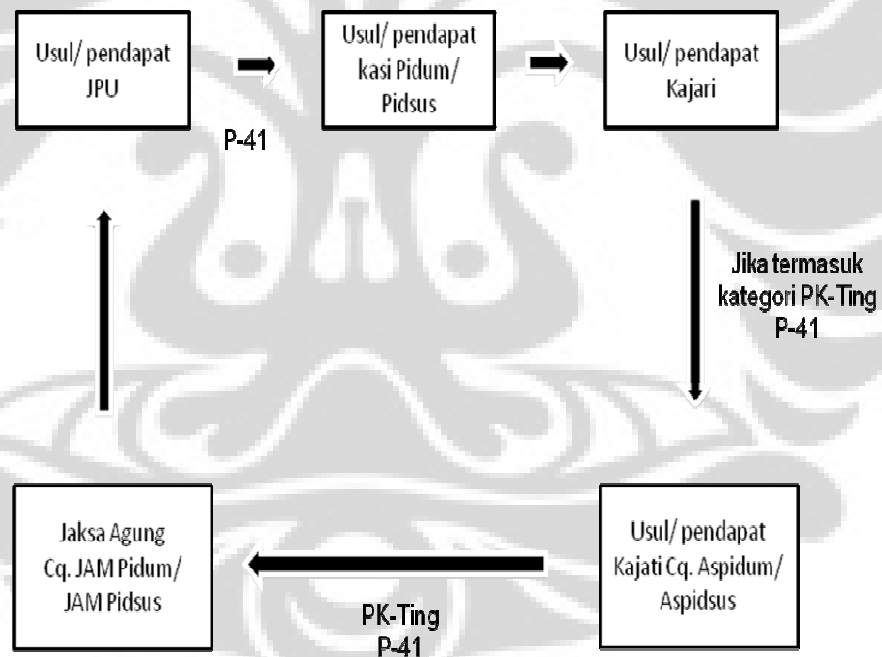 Usul/ pendapat
JPU
P-41
Usul/ pendapat
kasi Pidum/
Pidsus
Usul/ pendapat
Kajari
Jika termasuk
kategori PK-Ting
P-41
Usul/ pendapat
Kajati Cq. Aspidum/
Aspidsus
PK-Ting
P-41
Jaksa Agung
Cq. JAM Pidum/
JAM Pidsus